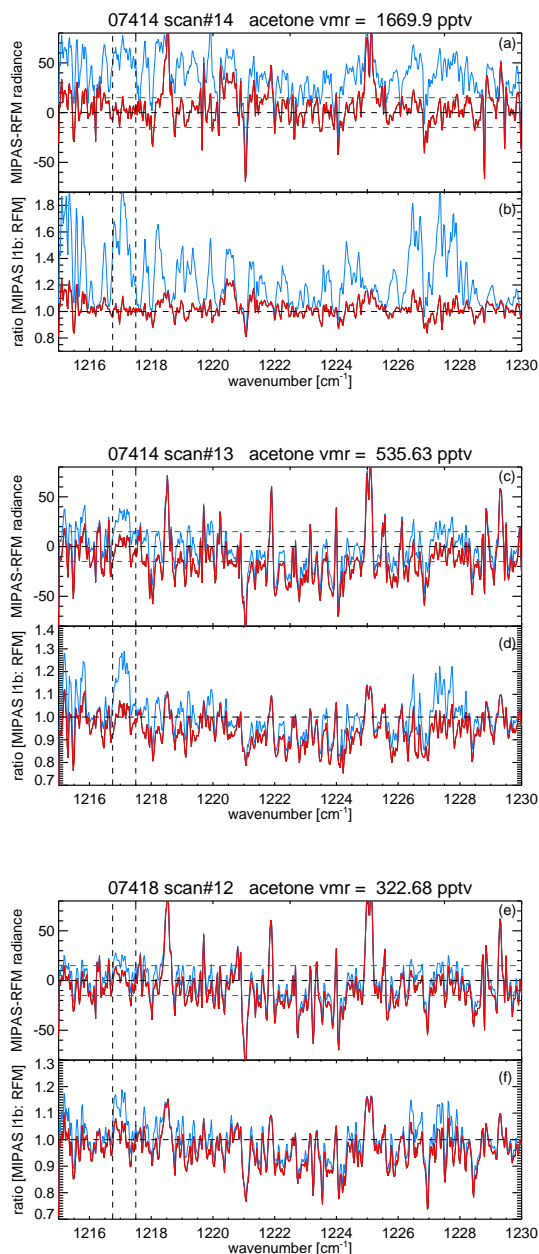 07414 scan#14 acetone vmr = 1669.9 pptv
(a)
MIPAS-RFM radiance
50
0
-50
(b)
ratio [MIPAS l1b: RFM]
1.8
1.6
1.4
1.2
1.0
0.8
1216 1218 1220 1222 1224 1226 1228 1230
wavenumber [cm-1]
07414 scan#13 acetone vmr = 535.63 pptv
(c)
MIPAS-RFM radiance
50
0
-50
(d)
ratio [MIPAS l1b: RFM]
1.4
1.3
1.2
1.1
1.0
0.9
0.8
0.7
1216 1218 1220 1222 1224 1226 1228 1230
wavenumber [cm-1]
07418 scan#12 acetone vmr = 322.68 pptv
(e)
MIPAS-RFM radiance
50
0
-50
(f)
ratio [MIPAS l1b: RFM]
1.3
1.2
1.1
1.0
0.9
0.8
0.7
1216 1218 1220 1222 1224 1226 1228 1230
wavenumber [cm-1]